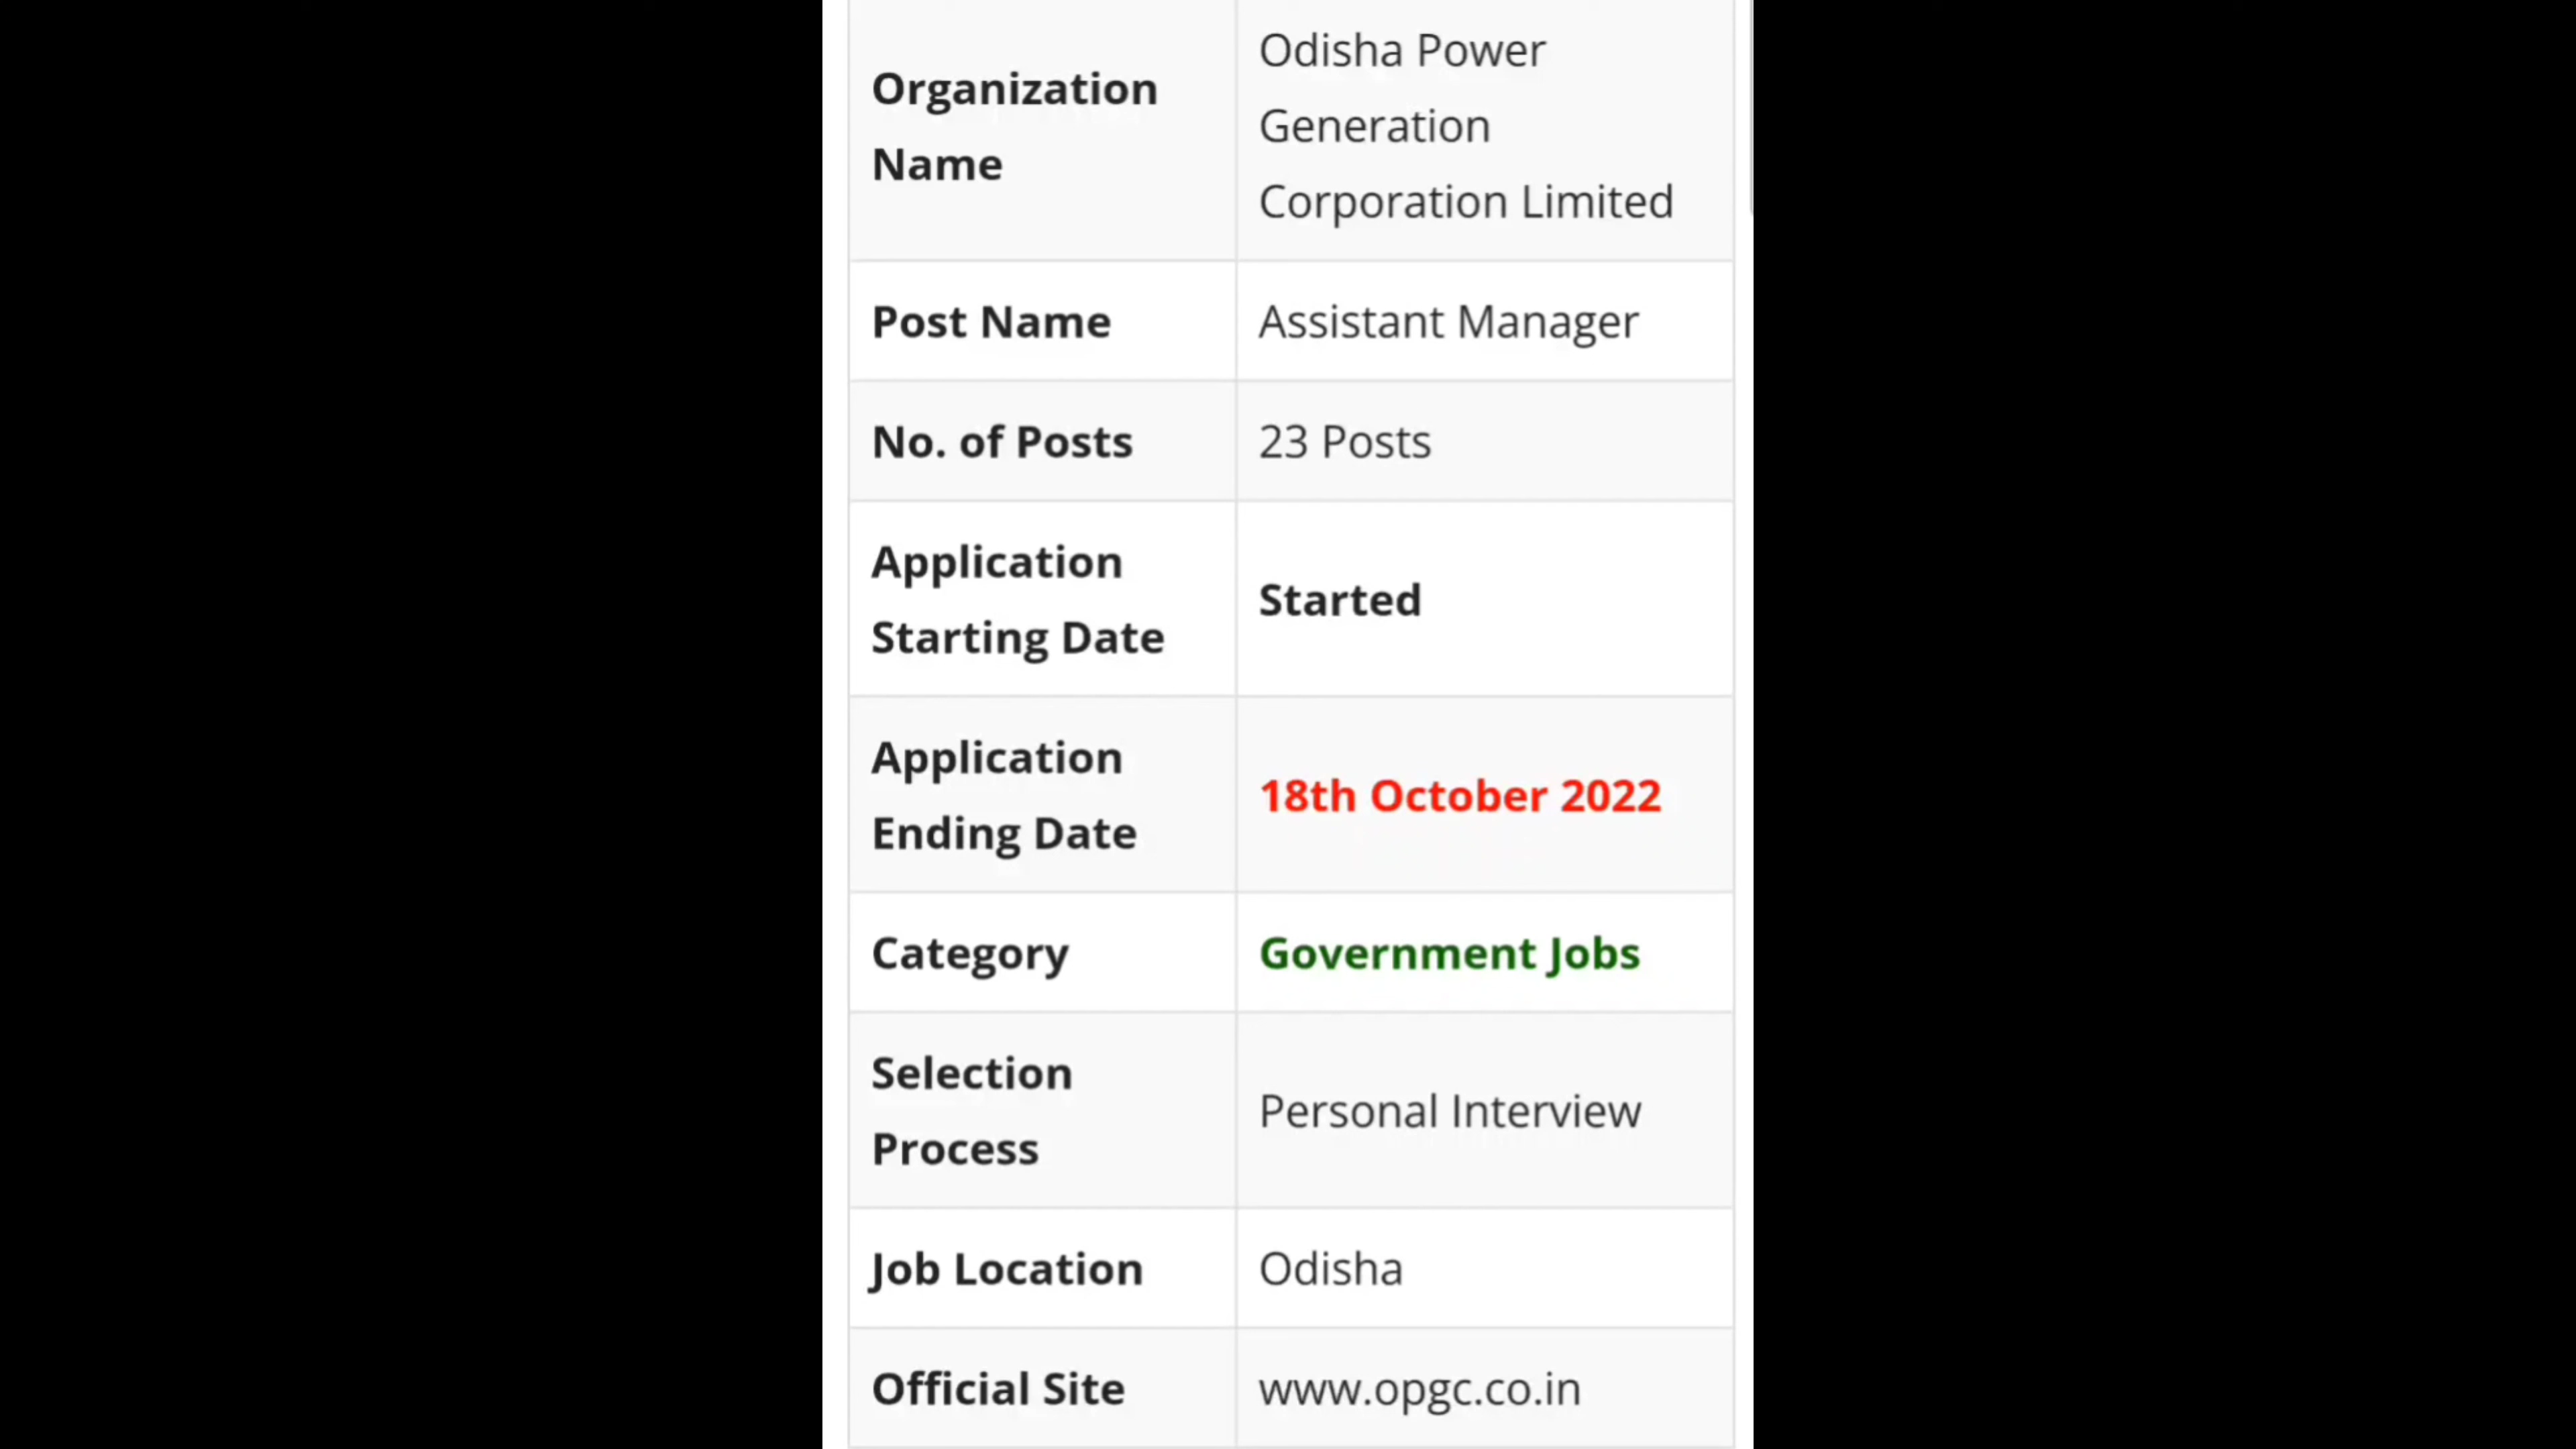 Organization
Name
Odisha Power
Generation
Corporation Limited
Post Name
Assistant Manager
No. of Posts
23 Posts
Application
Starting Date
Started
Application
Ending Date
18th October 2022
Category
Government Jobs
Selection
Process
Personal Interview
Job Location
Odisha
Official Site
www.opgc.co.in